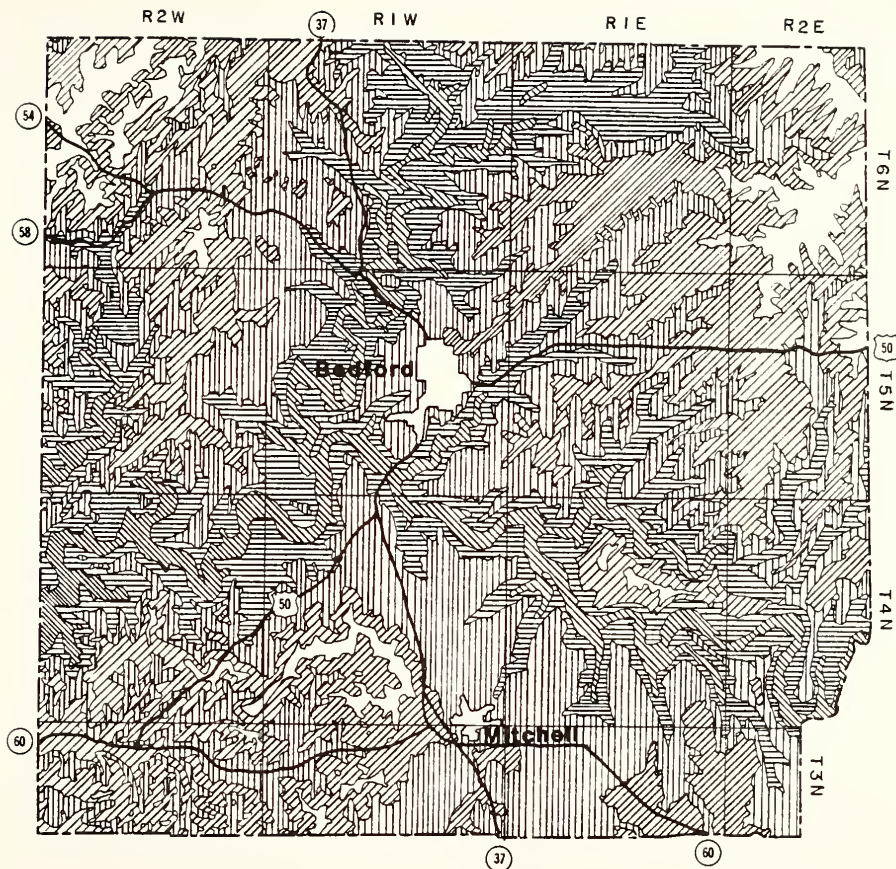 R2W R1W R1E R2E
37
54
T6N
58
50
Bedford
T5N
50
T4N
60
Mitchell
T3N
37 60